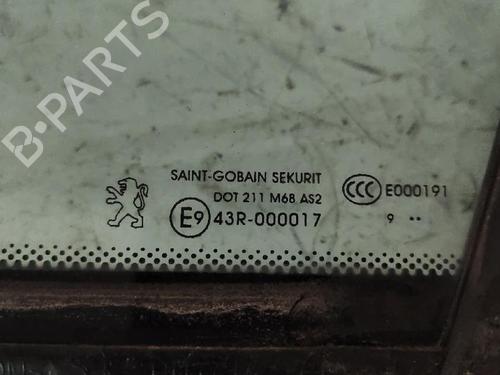 B-PARTS
SAINT-GOBAIN SEKURIT
DOT 211 M68 AS2
E9 43R-000017
CCC E000191
9 ..